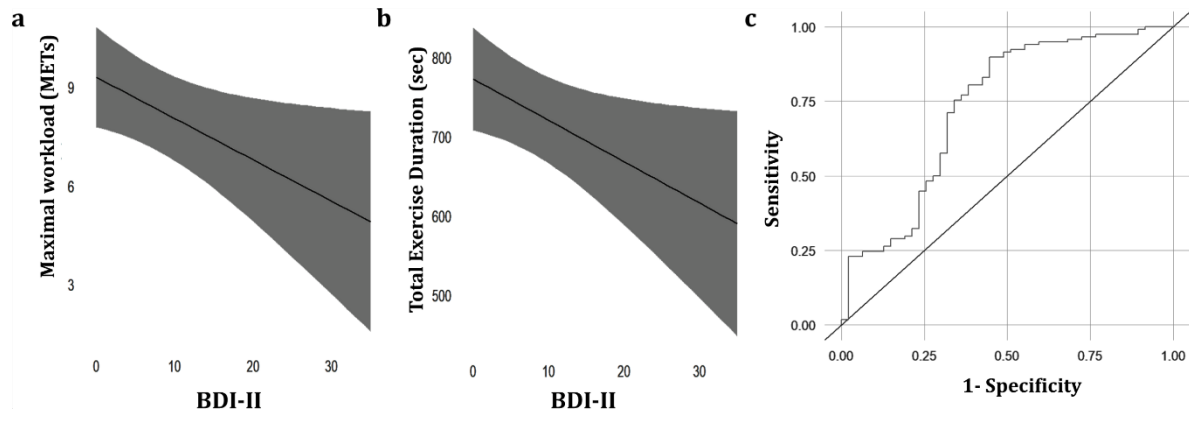 a
Maximal workload (METs)
9
6
3
0 10 20 30
BDI-II
b
Total Exercise Duration (sec)
800
700
600
500
0 10 20 30
BDI-II
c
Sensitivity
1.00
0.75
0.50
0.25
0.00
0.00 0.25 0.50 0.75 1.00
1- Specificity